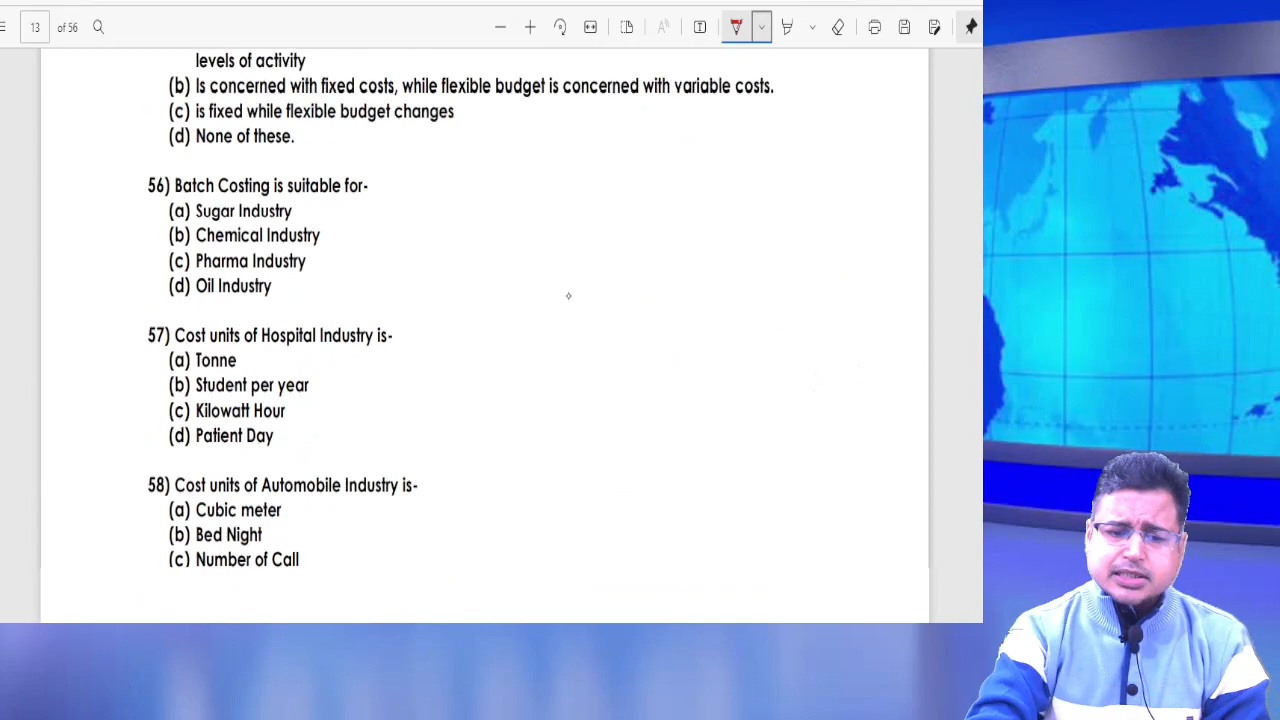 13 of 56
levels of activity
(b) Is concerned with fixed costs, while flexible budget is concerned with variable costs.
(c) is fixed while flexible budget changes
(d) None of these.
56) Batch Costing is suitable for-
(a) Sugar Industry
(b) Chemical Industry
(c) Pharma Industry
(d) Oil Industry
57) Cost units of Hospital Industry is-
(a) Tonne
(b) Student per year
(c) Kilowatt Hour
(d) Patient Day
58) Cost units of Automobile Industry is-
(a) Cubic meter
(b) Bed Night
(c) Number of Call